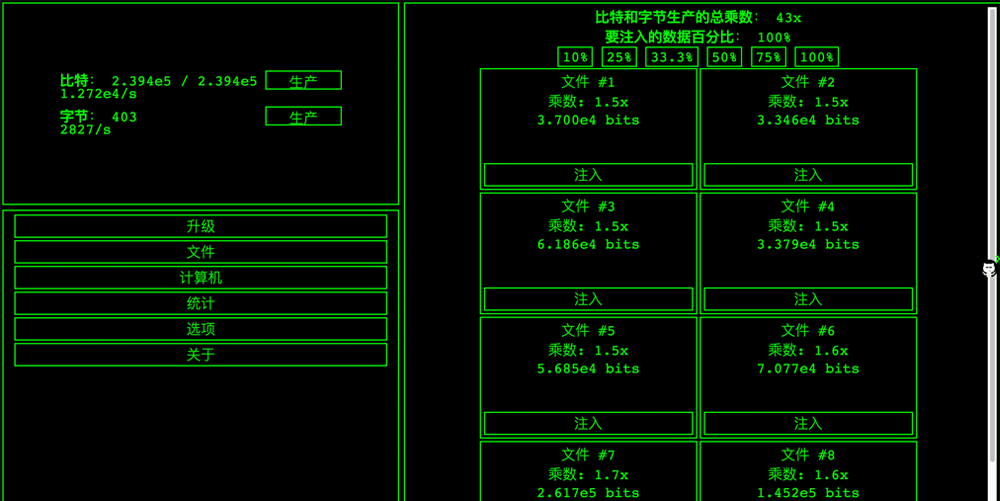 比特: 2.394e5 / 2.394e5 生产
1.272e4/s
字节: 403 生产
2827/s
升级
文件
计算机
统计
选项
关于
比特和字节生产的总乘数: 43x
要注入的数据百分比: 100%
10% 25% 33.3% 50% 75% 100%
文件 #1
乘数: 1.5x
3.700e4 bits
注入
文件 #2
乘数: 1.5x
3.346e4 bits
注入
文件 #3
乘数: 1.5x
6.186e4 bits
注入
文件 #4
乘数: 1.5x
3.379e4 bits
注入
文件 #5
乘数: 1.5x
5.685e4 bits
注入
文件 #6
乘数: 1.6x
7.077e4 bits
注入
文件 #7
乘数: 1.7x
2.617e5 bits
文件 #8
乘数: 1.6x
1.452e5 bits